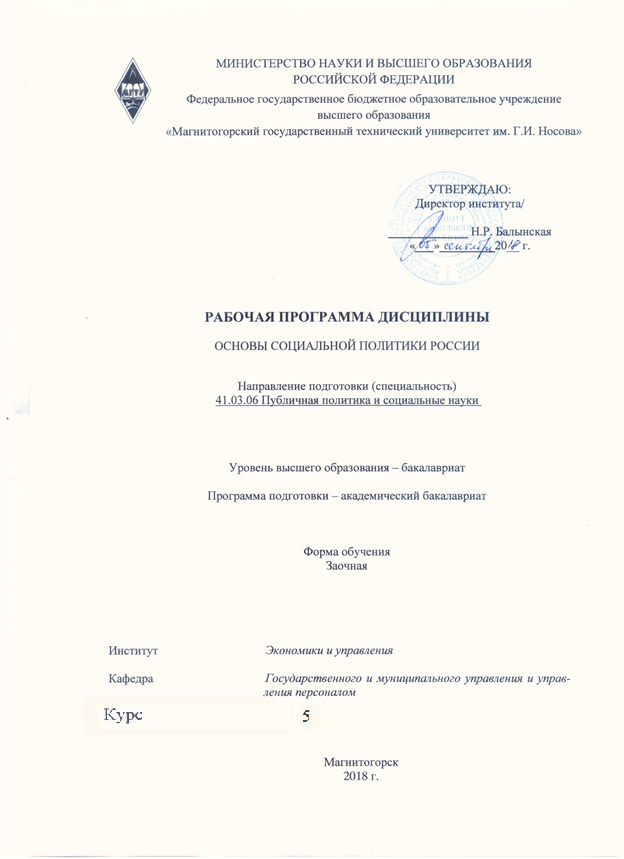 МИНИСТЕРСТВО НАУКИ И ВЫСШЕГО ОБРАЗОВАНИЯ
РОССИЙСКОЙ ФЕДЕРАЦИИ
Федеральное государственное бюджетное образовательное учреждение
высшего образования
«Магнитогорский государственный технический университет им. Г.И. Носова»
УТВЕРЖДАЮ:
Директор института/
Н.Р. Балынская
«05» сентября 2018 г.
РАБОЧАЯ ПРОГРАММА ДИСЦИПЛИНЫ
ОСНОВЫ СОЦИАЛЬНОЙ ПОЛИТИКИ РОССИИ
Направление подготовки (специальность)
41.03.06 Публичная политика и социальные науки
Уровень высшего образования – бакалавриат
Программа подготовки – академический бакалавриат
Форма обучения
Заочная
Институт Экономики и управления
Кафедра Государственного и муниципального управления и управ-
ления персоналом
Курс 5
Магнитогорск
2018 г.